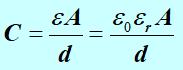 C = εA/d = ε₀εᵣA/d